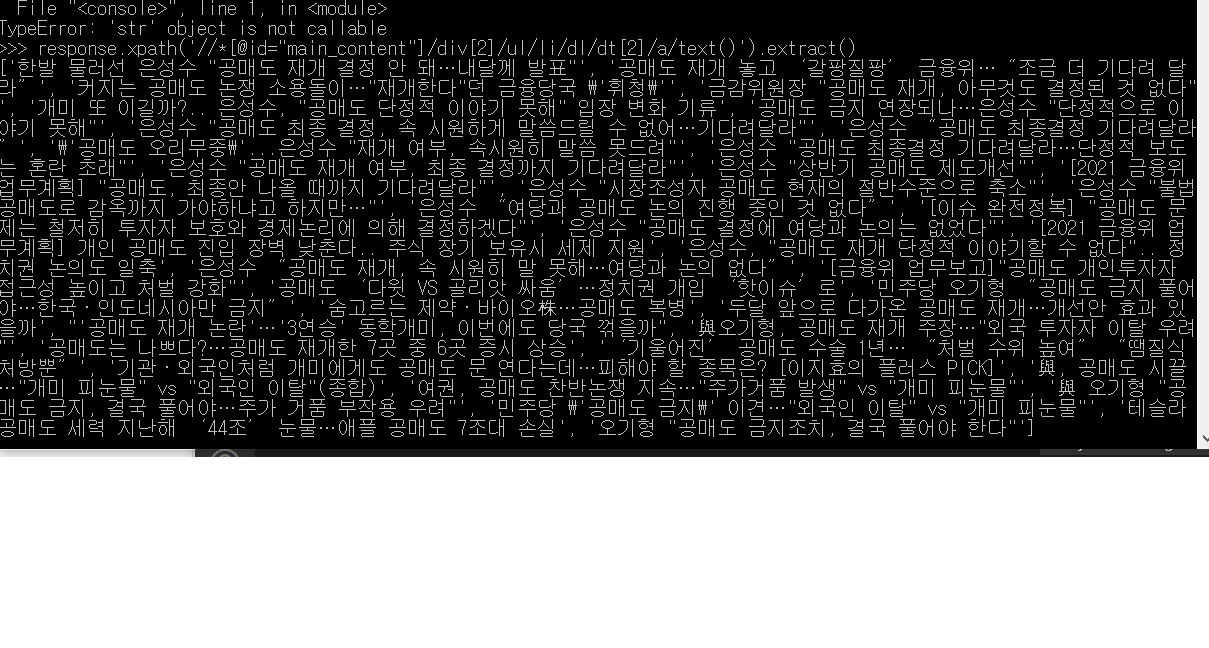 File "<console>", line 1, in <module>
TypeError: 'str' object is not callable
>>> response.xpath('//*[@id="main_content"]/div[2]/ul/li/dl/dt[2]/a/text()').extract()
['한발 물러선 은성수 "공매도 재개 결정 안 돼…내달께 발표"', '공매도 재개 놓고 ‘갈팡질팡’ 금융위… “조금 더 기다려 달
라”', '커지는 공매도 논쟁 소용돌이…"재개한다"던 금융당국 \'휘청\'', '금감위원장 "공매도 재개, 아무것도 결정된 것 없다"
', '개미 또 이길까?...은성수, "공매도 단정적 이야기 못해" 입장 변화 기류', '공매도 금지 연장되나…은성수 "단정적으로 이
야기 못해"', '은성수 "공매도 최종 결정, 속 시원하게 말씀드릴 수 없어…기다려달라"', '은성수 “공매도 최종결정 기다려달라
”', '\'공매도 오리무중\'...은성수 "재개 여부, 속시원히 말씀 못드려"', '은성수 "공매도 최종결정 기다려달라…단정적 보도
는 혼란 초래"', '은성수 "공매도 재개 여부, 최종 결정까지 기다려달라"', '은성수 "상반기 공매도 제도개선"', '[2021 금융위
업무계획] "공매도, 최종안 나올 때까지 기다려달라"', '은성수 "시장조성자 공매도 현재의 절반수준으로 축소"', '은성수 "불법
공매도로 감옥까지 가야하냐고 하지만…"', '은성수 “여당과 공매도 논의 진행 중인 것 없다”', '[이슈 완전정복] "공매도 문
제는 철저히 투자자 보호와 경제논리에 의해 결정하겠다"', '은성수 "공매도 결정에 여당과 논의는 없었다"', '[2021 금융위 업
무계획] 개인 공매도 진입 장벽 낮춘다...주식 장기 보유시 세제 지원', '은성수, "공매도 재개 단정적 이야기할 수 없다"...정
치권 논의도 일축', '은성수 “공매도 재개, 속 시원히 말 못해…여당과 논의 없다”', '[금융위 업무보고]"공매도 개인투자자
접근성 높이고 처벌 강화"', '공매도 ‘다윗 VS 골리앗 싸움’…정치권 개입 ‘핫이슈’로', '민주당 오기형 “공매도 금지 풀어
야…한국·인도네시아만 금지”', '숨고르는 제약·바이오株…공매도 복병', '두달 앞으로 다가온 공매도 재개…개선안 효과 있
을까', "'공매도 재개 논란'…'3연승' 동학개미, 이번에도 당국 꺾을까", '與오기형, 공매도 재개 주장…"외국 투자자 이탈 우려
"', '공매도는 나쁘다?…공매도 재개한 7곳 중 6곳 증시 상승', '‘기울어진’ 공매도 수술 1년… “처벌 수위 높여” “땜질식
처방뿐”', '기관·외국인처럼 개미에게도 공매도 문 연다는데…피해야 할 종목은? [이지효의 플러스 PICK]', '與, 공매도 시끌
…"개미 피눈물" vs "외국인 이탈"(종합)', '여권, 공매도 찬반논쟁 지속…"주가거품 발생" vs "개미 피눈물"', '與 오기형 "공
매도 금지, 결국 풀어야…주가 거품 부작용 우려"', '민주당 \'공매도 금지\' 이견…"외국인 이탈" vs "개미 피눈물"', '테슬라
공매도 세력 지난해 ‘44조’ 눈물…애플 공매도 7조대 손실', '오기형 "공매도 금지조치, 결국 풀어야 한다"']